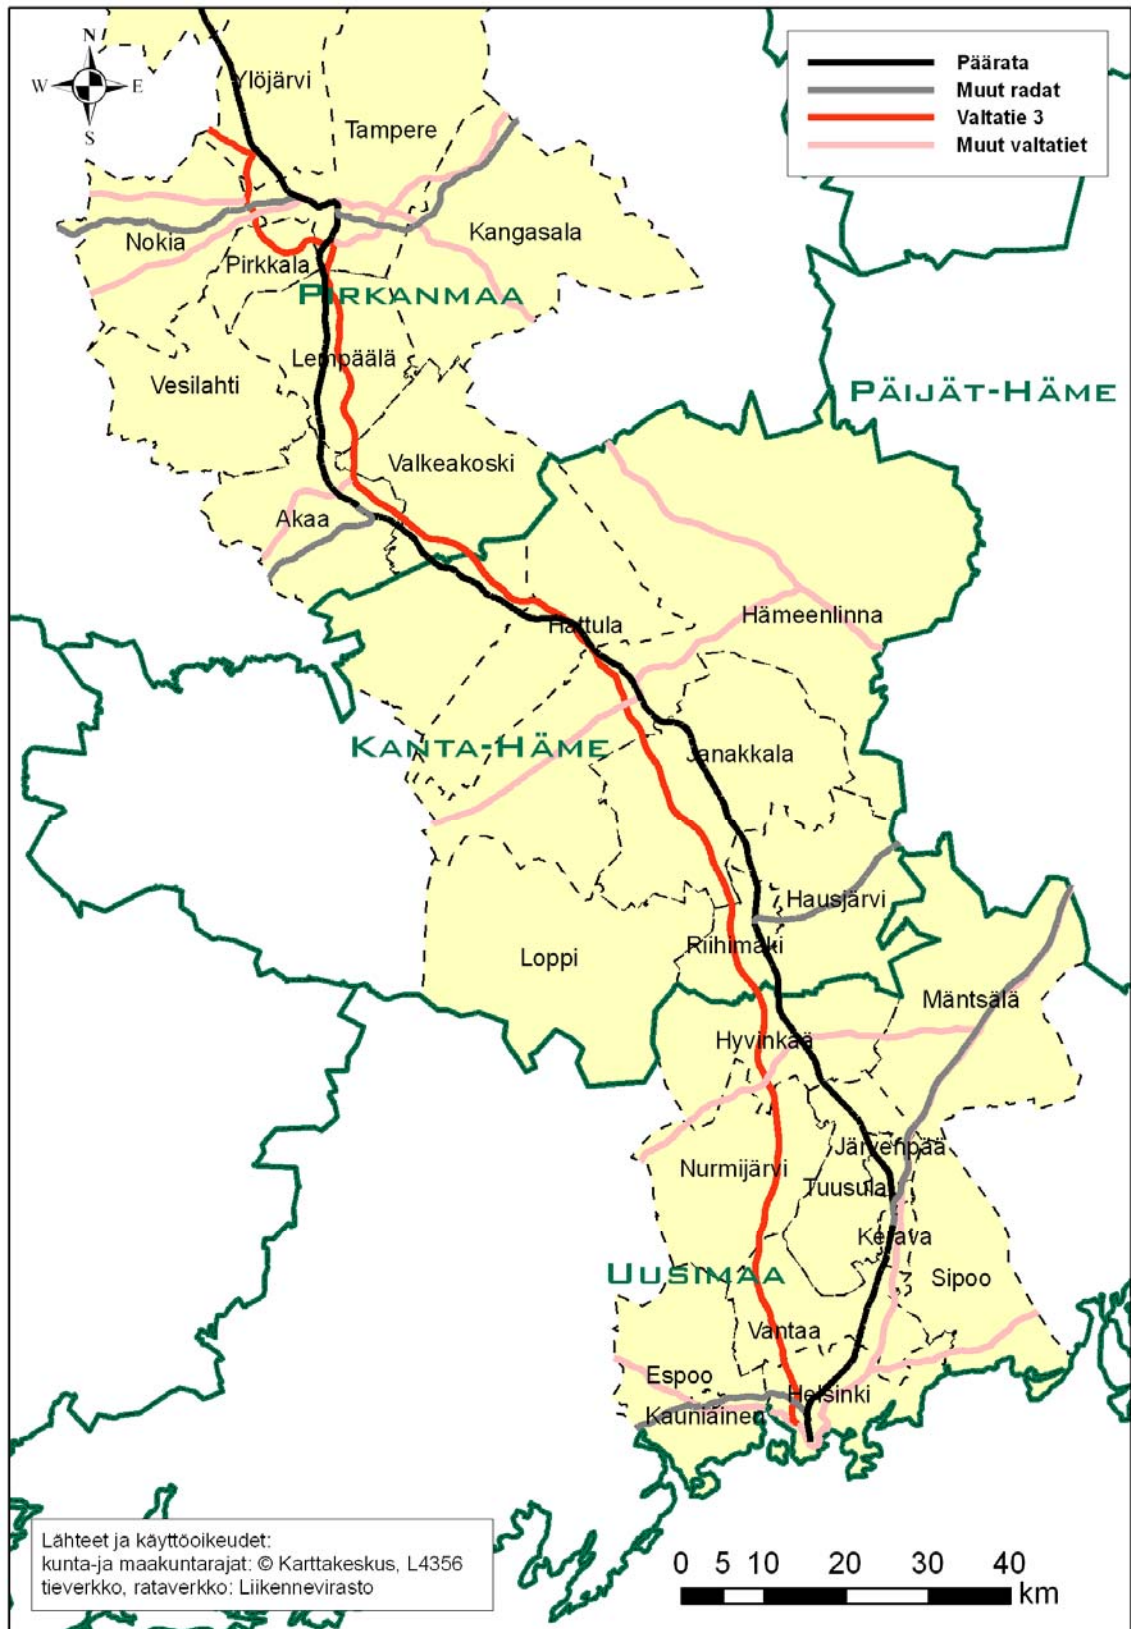 N
W E
S
Päärata
Muut radat
Valtatie 3
Muut valtatiet
Ylöjärvi
Tampere
Kangasala
Nokia
Pirkkala
PIRKANMAA
Lempäälä
Vesilahti
PÄIJÄT-HÄME
Valkeakoski
Akaa
Hattula
Hämeenlinna
KANTA-HÄME
Janakkala
Hausjärvi
Riihimäki
Loppi
Mäntsälä
Hyvinkää
Järvenpää
Nurmijärvi
Tuusula
Kerava
UUSIMAA
Sipoo
Vantaa
Espoo
Helsinki
Kauniainen
Lähteet ja käyttöoikeudet:
kunta-ja maakuntarajat: © Karttakeskus, L4356
tieverkko, rataverkko: Liikennevirasto
0 5 10 20 30 40
km